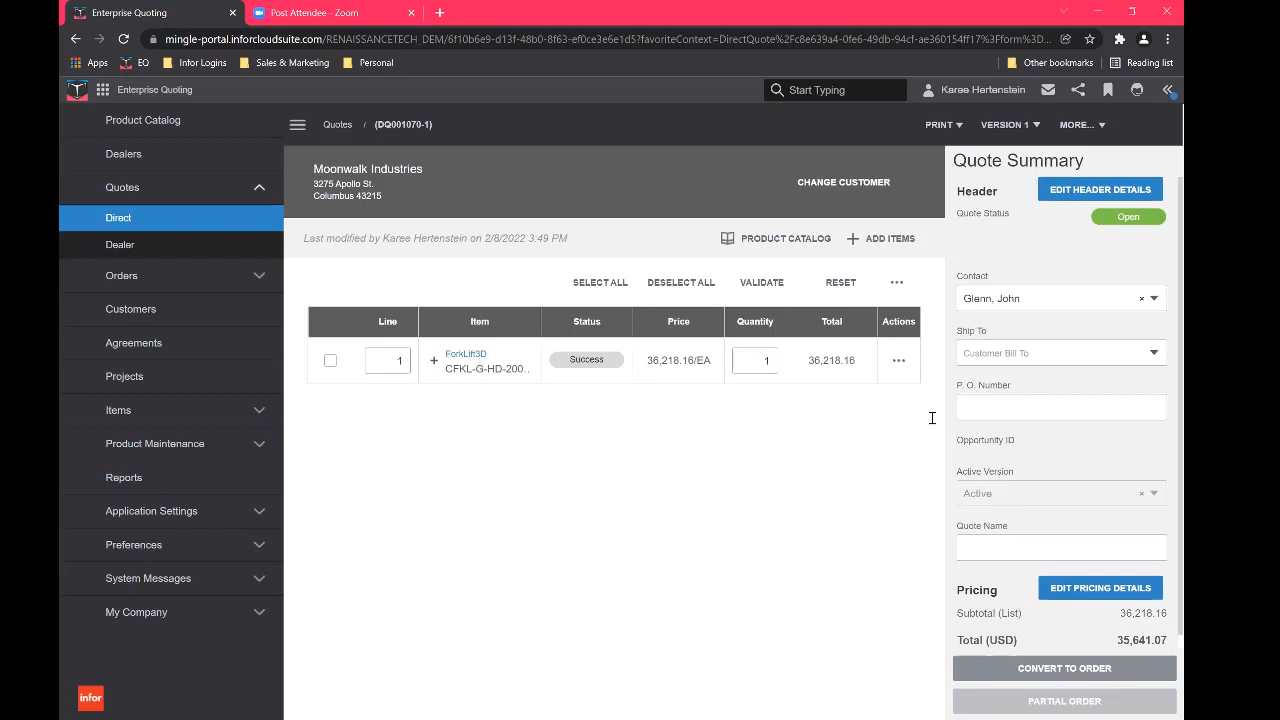 Enterprise Quoting
Post Attendee - Zoom
mingle-portal.inforcloudsuite.com/RENAISSANCETECH_DEM/6f10b6e9-d13f-48b0-8f63-ef0ce3e6e1d5?favoriteContext=DirectQuote%2Fc8e639a4-0fe6-49db-94cf-ae360154ff17%3Fform%3D...
Apps
EQ
Infor Logins
Sales & Marketing
Personal
Other bookmarks
Reading list
Enterprise Quoting
Start Typing
Karee Hertenstein
Product Catalog
Dealers
Quotes
Direct
Dealer
Orders
Customers
Agreements
Projects
Items
Product Maintenance
Reports
Application Settings
Preferences
System Messages
My Company
infor
Quotes / (DQ001070-1)
PRINT
VERSION 1
MORE...
Moonwalk Industries
3275 Apollo St.
Columbus 43215
CHANGE CUSTOMER
Last modified by Karee Hertenstein on 2/8/2022 3:49 PM
PRODUCT CATALOG
ADD ITEMS
SELECT ALL
DESELECT ALL
VALIDATE
RESET
Line Item Status Price Quantity Total Actions
1 ForkLift3D Success 36,218.16/EA 1 36,218.16
CFKL-G-HD-200...
Quote Summary
Header
EDIT HEADER DETAILS
Quote Status
Open
Contact
Glenn, John
Ship To
Customer Bill To
P. O. Number
Opportunity ID
Active Version
Active
Quote Name
Pricing
EDIT PRICING DETAILS
Subtotal (List) 36,218.16
Total (USD) 35,641.07
CONVERT TO ORDER
PARTIAL ORDER